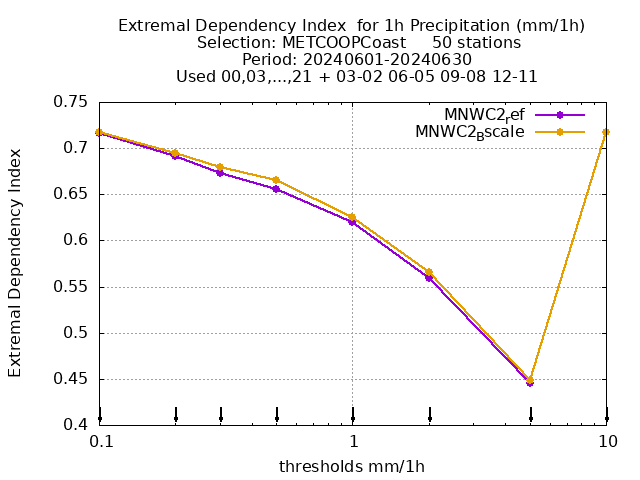 Extremal Dependency Index  for 1h Precipitation (mm/1h)
Selection: METCOOPCoast     50 stations
Period: 20240601-20240630
Used 00,03,...,21 + 03-02 06-05 09-08 12-11
MNWC2ref
MNWC2Bscale
0.75
0.7
0.65
0.6
0.55
0.5
0.45
0.4
Extremal Dependency Index
0.1
1
10
thresholds mm/1h